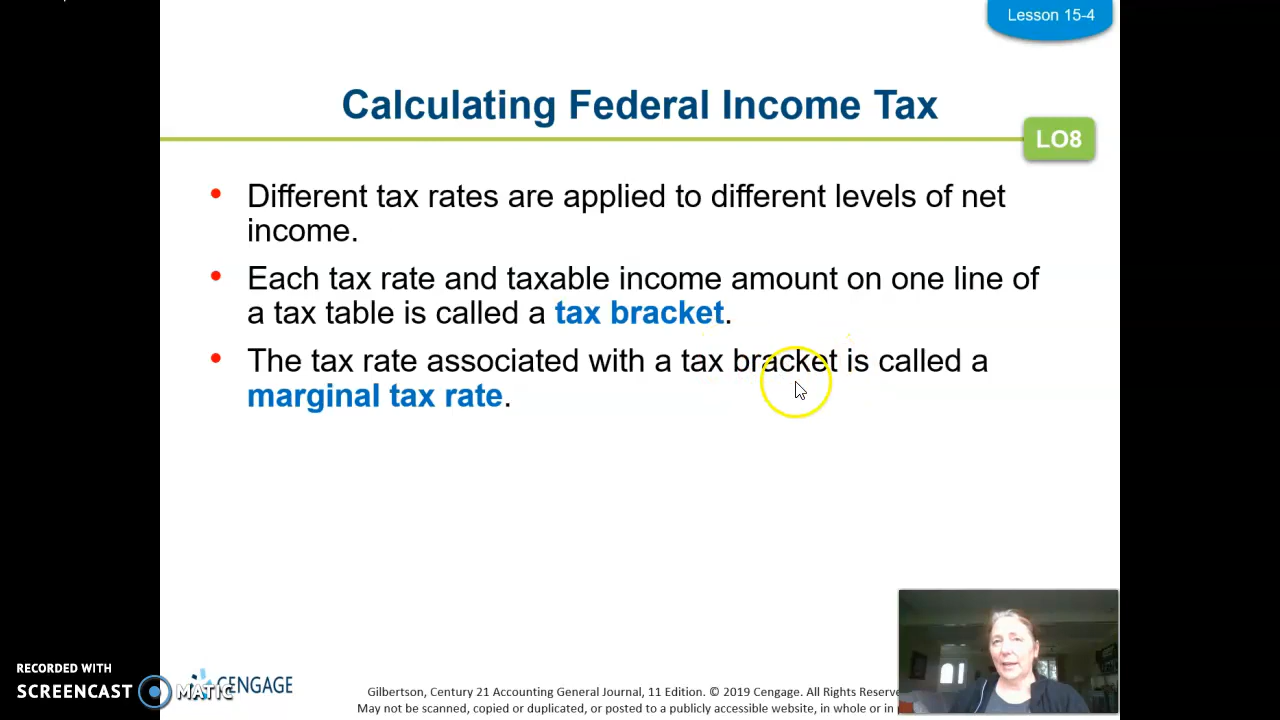 Lesson 15-4
Calculating Federal Income Tax
LO8
• Different tax rates are applied to different levels of net
income.
• Each tax rate and taxable income amount on one line of
a tax table is called a tax bracket.
• The tax rate associated with a tax bracket is called a
marginal tax rate.
RECORDED WITH
SCREENCAST MATIC
CENGAGE
Gilbertson, Century 21 Accounting General Journal, 11 Edition. © 2019 Cengage. All Rights Reserve
May not be scanned, copied or duplicated, or posted to a publicly accessible website, in whole or in